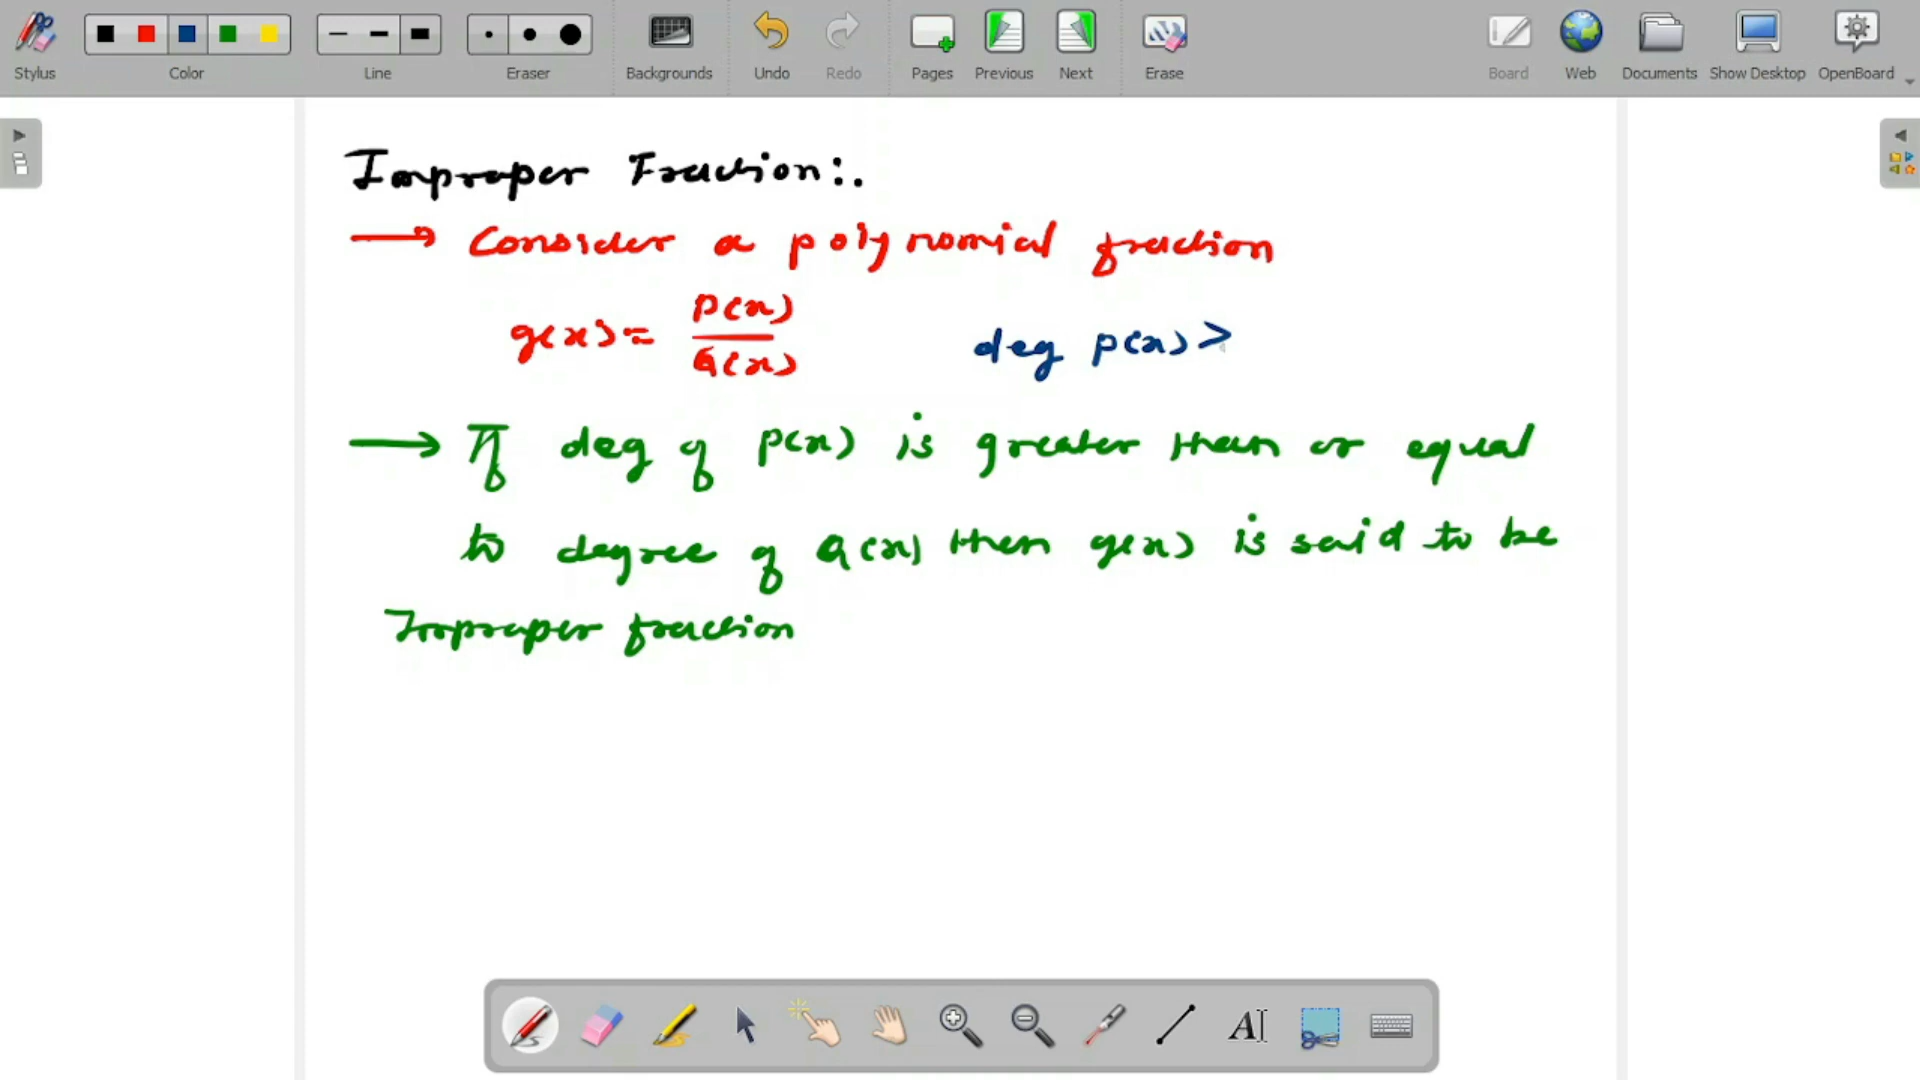 Stylus Color Line Eraser Backgrounds Undo Redo Pages Previous Next Erase Board Web Documents Show Desktop OpenBoard
Improper Fraction:.
→ Consider a polynomial fraction
g(x) = P(x) / Q(x)    deg P(x) >
→ If deg of P(x) is greater then or equal
to degree of Q(x) then g(x) is said to be
Improper fraction